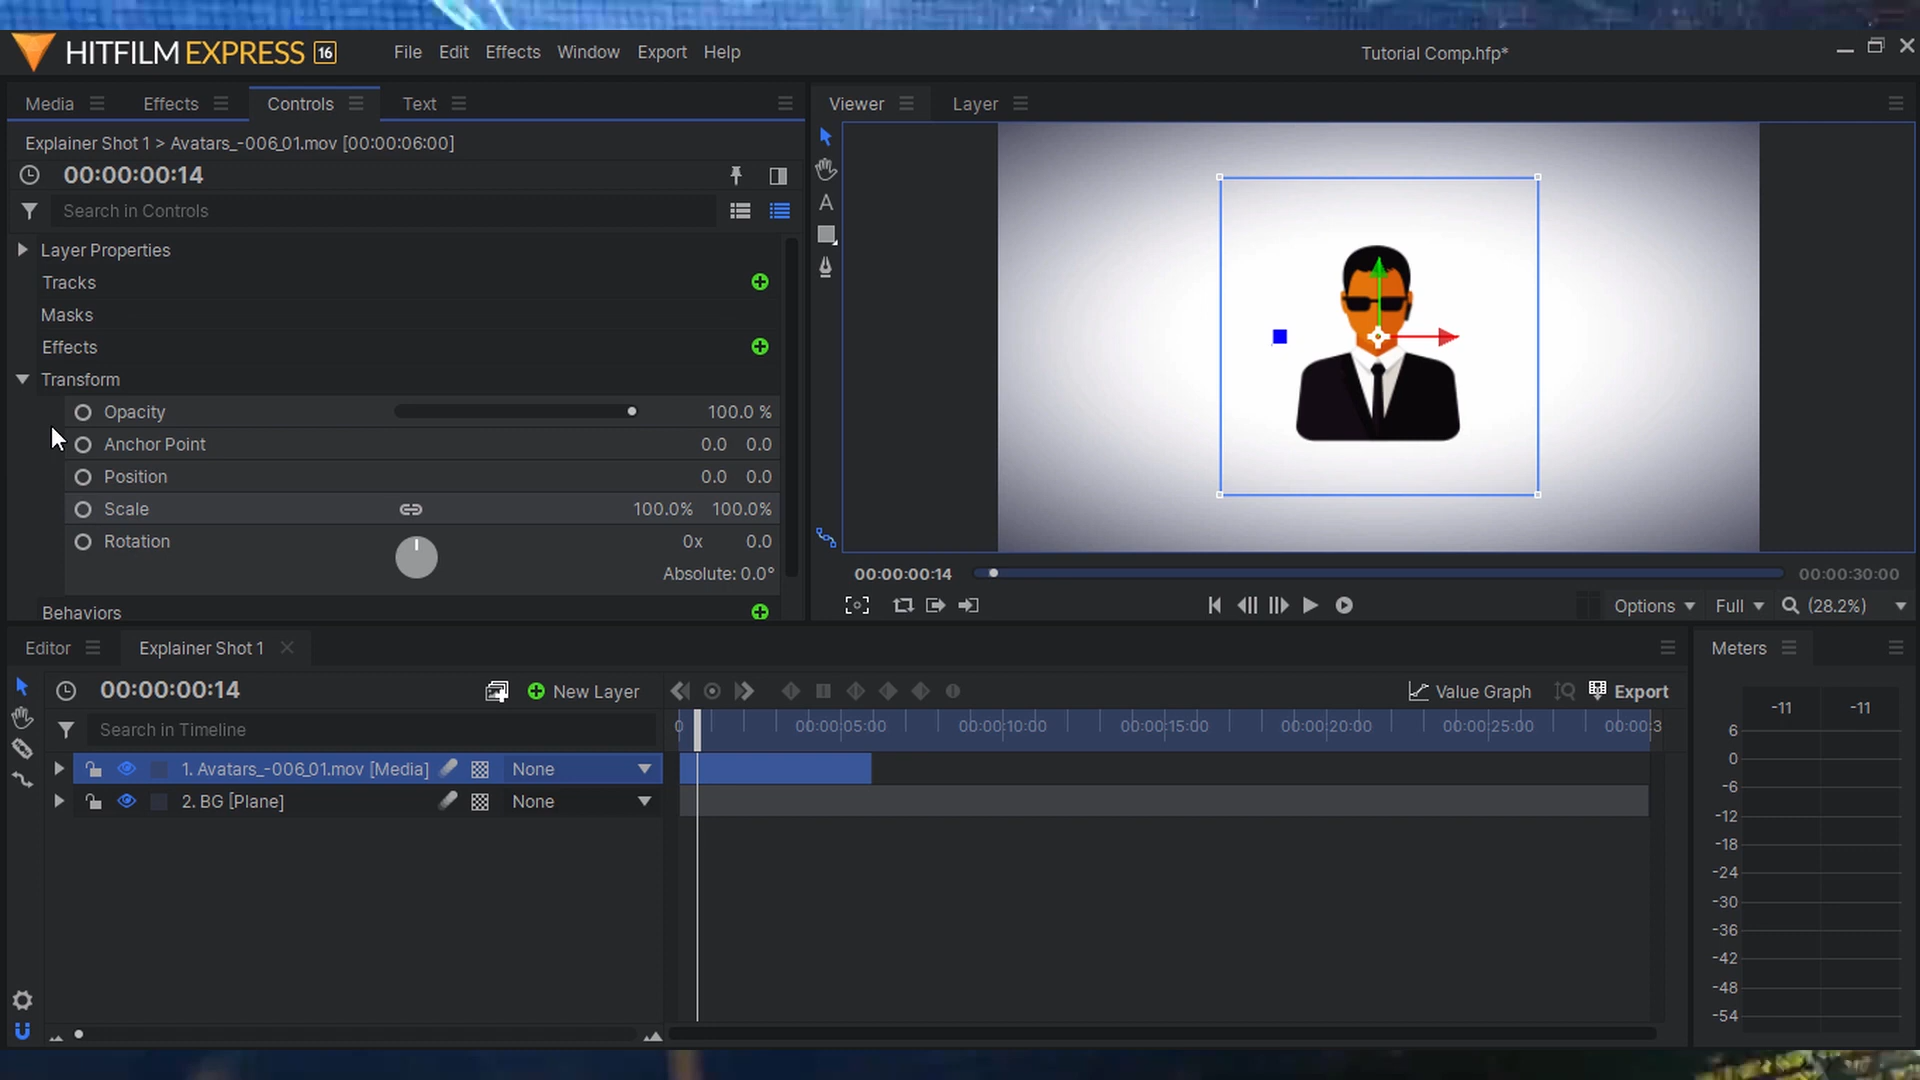 HITFILM EXPRESS 16
File Edit Effects Window Export Help
Tutorial Comp.hfp*
Media Effects Controls Text
Explainer Shot 1 > Avatars_-006_01.mov [00:00:06:00]
00:00:00:14
Search in Controls
Layer Properties
Tracks
Masks
Effects
Transform
Opacity 100.0 %
Anchor Point 0.0 0.0
Position 0.0 0.0
Scale 100.0% 100.0%
Rotation 0x 0.0
Absolute: 0.0°
Behaviors
Viewer Layer
A
00:00:00:14 00:00:30:00
Options Full (28.2%)
Editor Explainer Shot 1
00:00:00:14 New Layer Value Graph Export
Search in Timeline
0 00:00:05:00 00:00:10:00 00:00:15:00 00:00:20:00 00:00:25:00 00:00:3
1. Avatars_-006_01.mov [Media] None
2. BG [Plane] None
Meters
-11 -11
6
0
-6
-12
-18
-24
-30
-36
-42
-48
-54